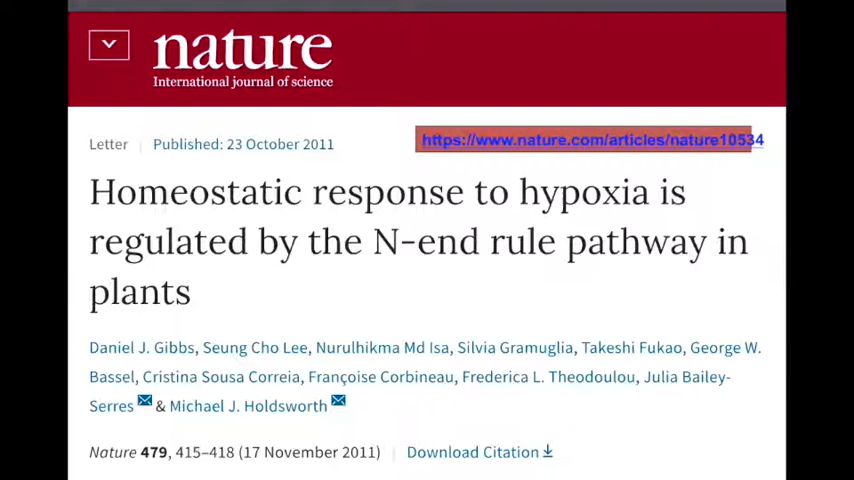 nature
International journal of science
Letter | Published: 23 October 2011
https://www.nature.com/articles/nature10534
Homeostatic response to hypoxia is
regulated by the N-end rule pathway in
plants
Daniel J. Gibbs, Seung Cho Lee, Nurulhikma Md Isa, Silvia Gramuglia, Takeshi Fukao, George W.
Bassel, Cristina Sousa Correia, Françoise Corbineau, Frederica L. Theodoulou, Julia Bailey-
Serres & Michael J. Holdsworth
Nature 479, 415–418 (17 November 2011) | Download Citation